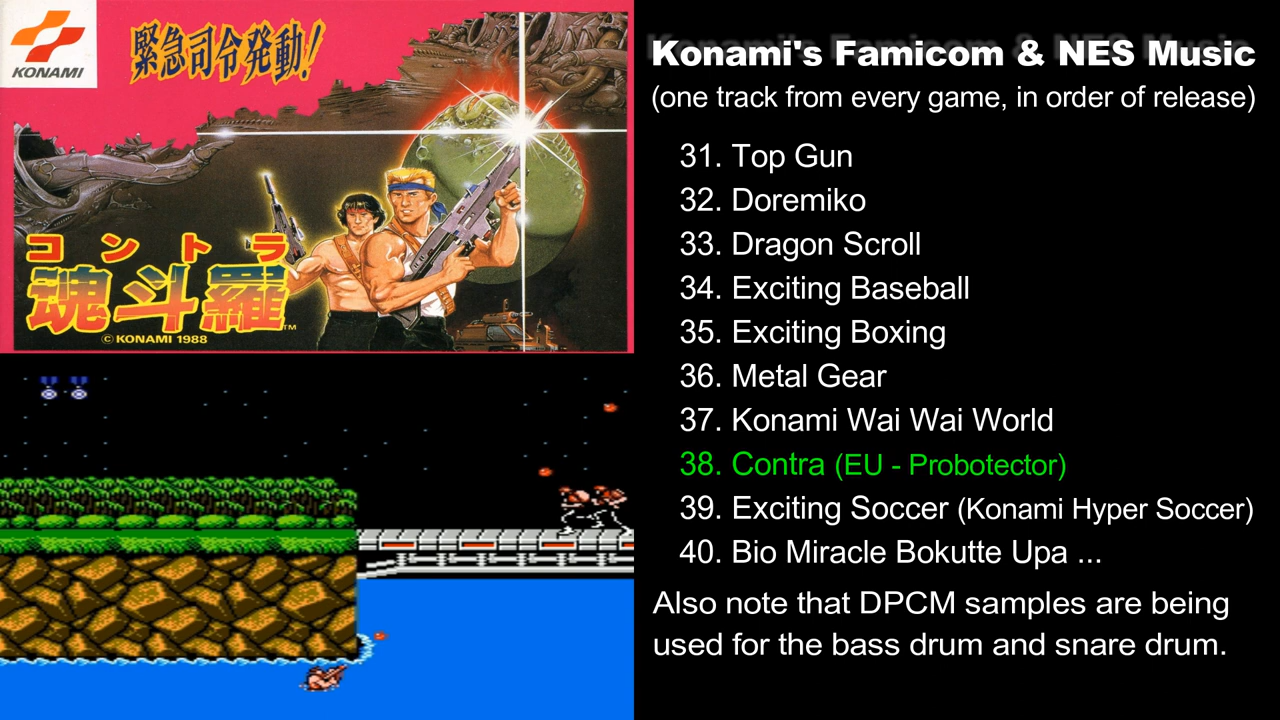 KONAMI
緊急司令発動!
コントラ
魂斗羅
TM
© KONAMI 1988
Konami's Famicom & NES Music
(one track from every game, in order of release)
31. Top Gun
32. Doremiko
33. Dragon Scroll
34. Exciting Baseball
35. Exciting Boxing
36. Metal Gear
37. Konami Wai Wai World
38. Contra (EU - Probotector)
39. Exciting Soccer (Konami Hyper Soccer)
40. Bio Miracle Bokutte Upa ...
Also note that DPCM samples are being
used for the bass drum and snare drum.